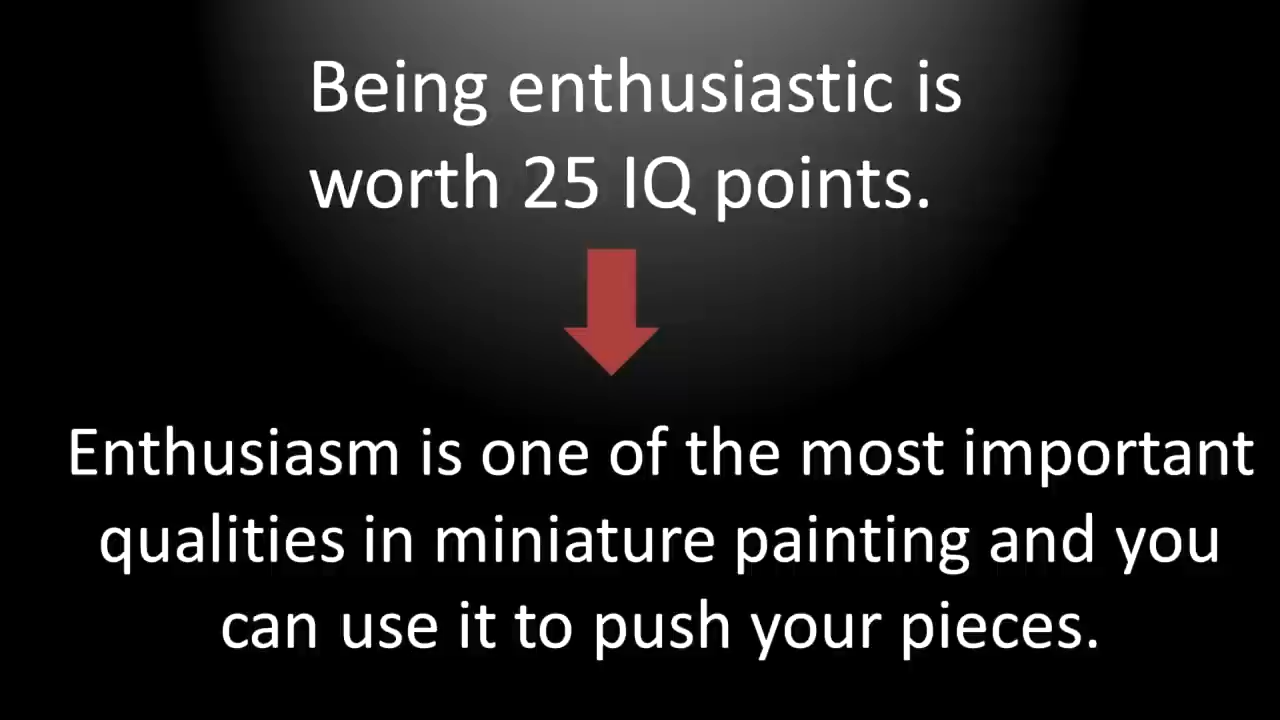 Being enthusiastic is
worth 25 IQ points.
Enthusiasm is one of the most important
qualities in miniature painting and you
can use it to push your pieces.